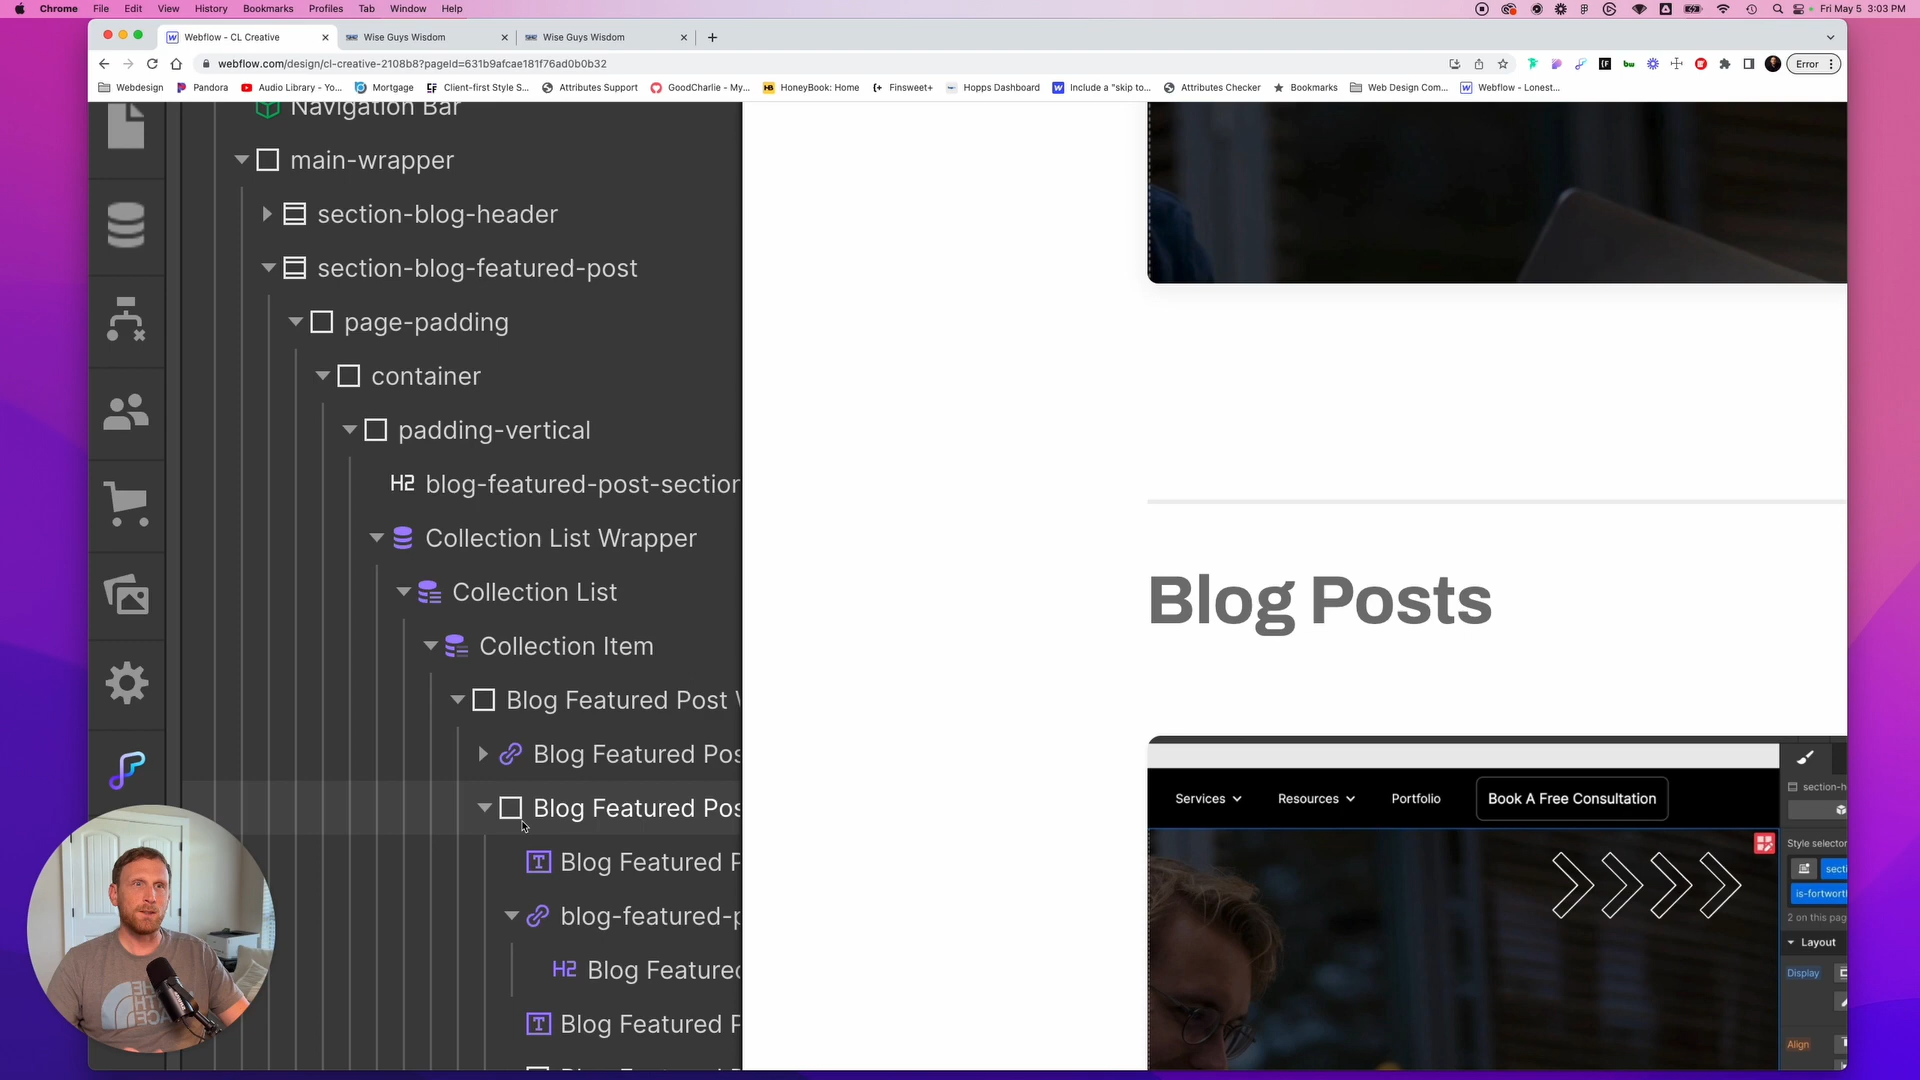 Chrome File Edit View History Bookmarks Profiles Tab Window Help Fri May 5 3:03 PM
Webflow - CL Creative Wise Guys Wisdom Wise Guys Wisdom
webflow.com/design/cl-creative-2108b8?pageId=631b9afcae181f76ad0b0b32 Error
Webdesign Pandora Audio Library - Yo... Mortgage Client-first Style S... Attributes Support GoodCharlie - My... HoneyBook: Home Finsweet+ Hopps Dashboard Include a "skip to... Attributes Checker Bookmarks Web Design Com... Webflow - Lonest...
Navigation Bar
main-wrapper
section-blog-header
section-blog-featured-post
page-padding
container
padding-vertical
H2 blog-featured-post-section
Collection List Wrapper
Collection List
Collection Item
Blog Featured Post
Blog Featured Pos
Blog Featured Pos
T Blog Featured P
blog-featured-p
H2 Blog Featured
T Blog Featured P
Blog Posts
Services Resources Portfolio Book A Free Consultation
section-h
Style selector
secti
is-fortwort
2 on this pag
Layout
Display
Align